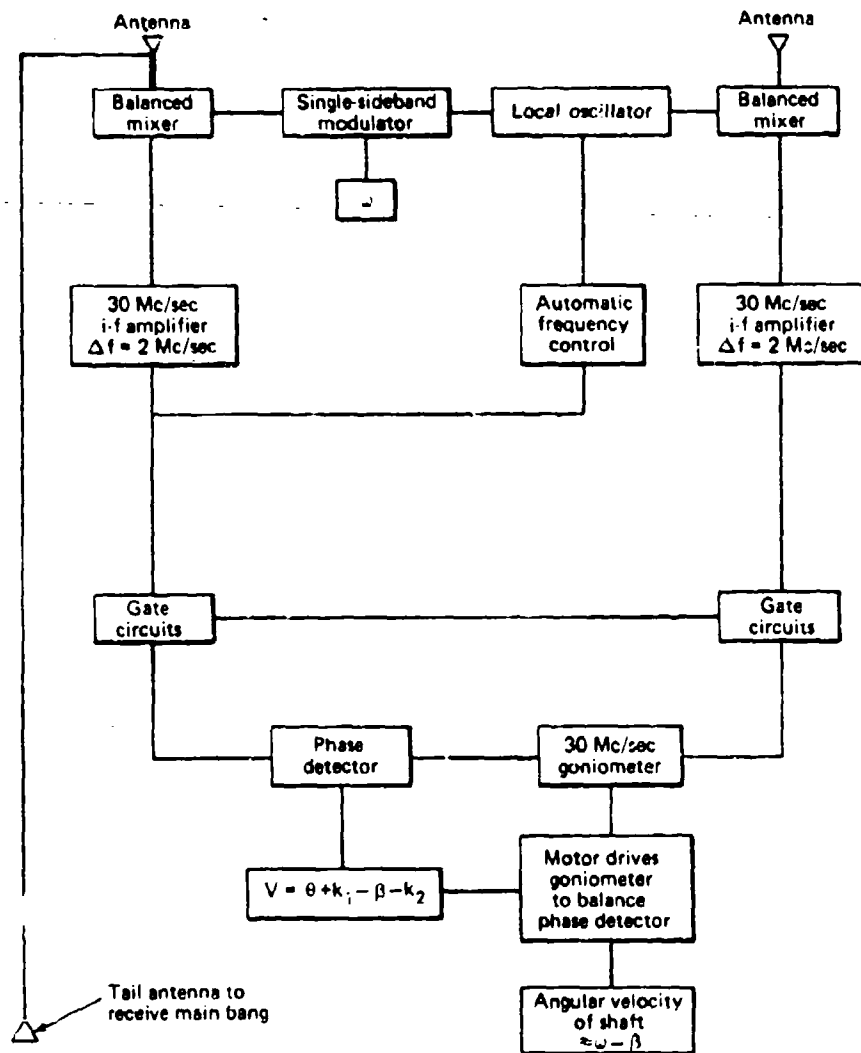 Antenna
Antenna
Balanced
mixer
Single-sideband
modulator
Local oscillator
Balanced
mixer
ω
30 Mc/sec
i-f amplifier
Δf = 2 Mc/sec
Automatic
frequency
control
30 Mc/sec
i-f amplifier
Δf = 2 Mc/sec
Gate
circuits
Gate
circuits
Phase
detector
30 Mc/sec
goniometer
V = θ+k_i − β−k_2
Motor drives
goniometer
to balance
phase detector
Tail antenna to
receive main bang
Angular velocity
of shaft
≈ω − β